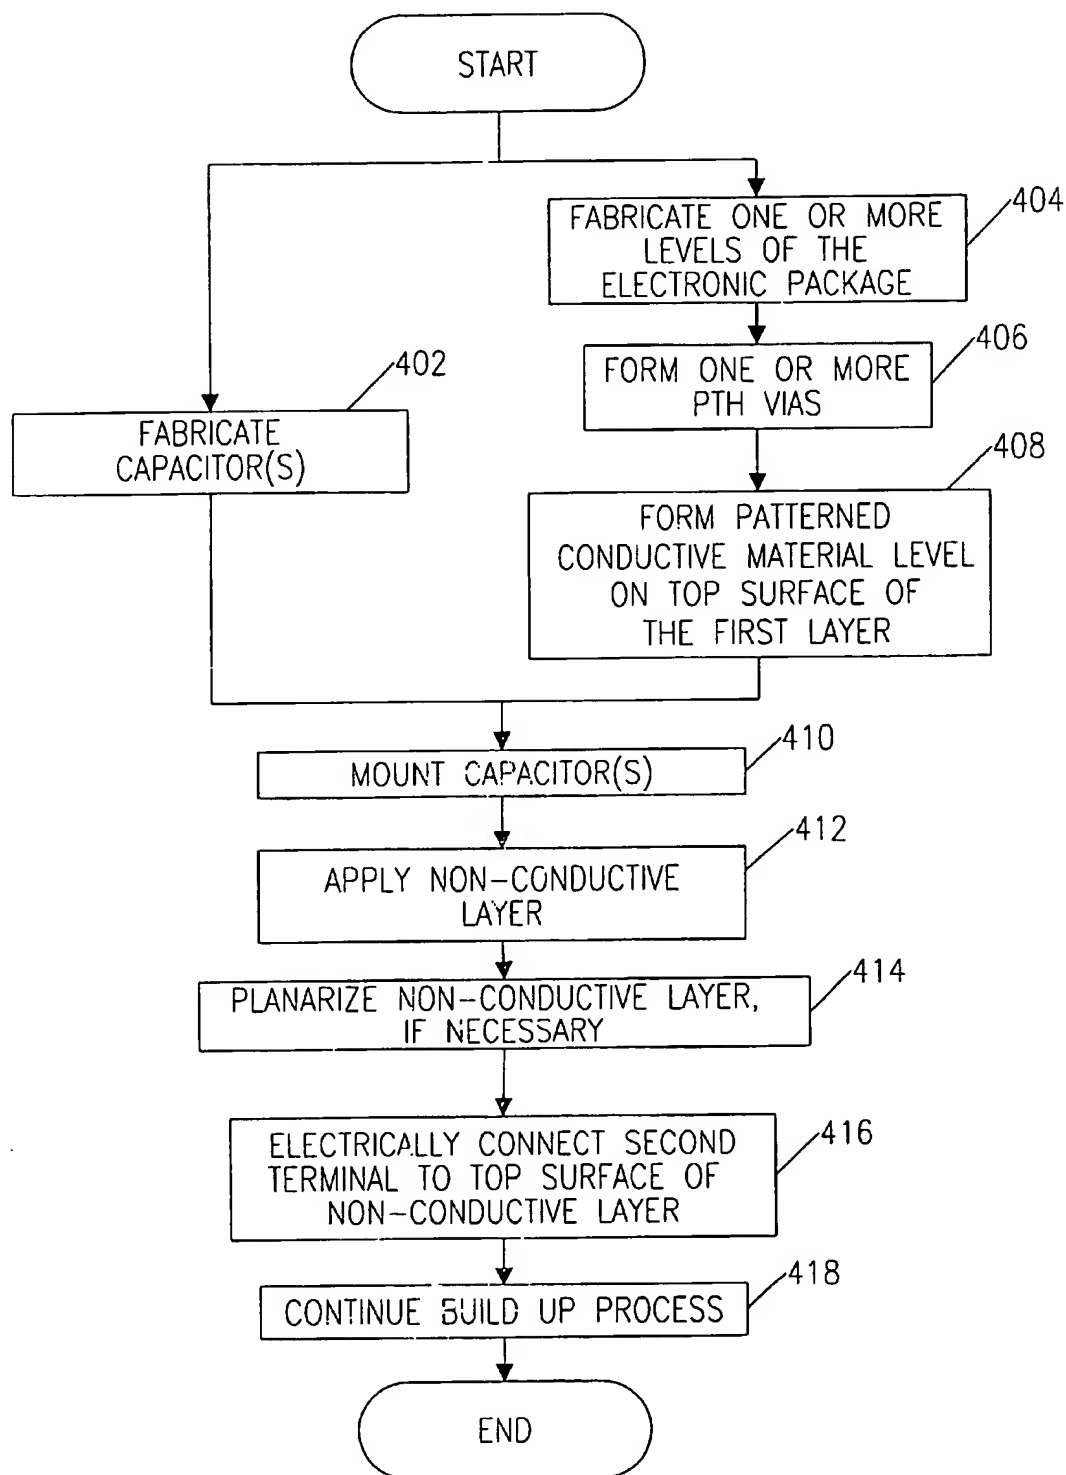 START
404
FABRICATE ONE OR MORE
LEVELS OF THE
ELECTRONIC PACKAGE
406
FORM ONE OR MORE
PTH VIAS
402
FABRICATE
CAPACITOR(S)
408
FORM PATTERNED
CONDUCTIVE MATERIAL LEVEL
ON TOP SURFACE OF
THE FIRST LAYER
410
MOUNT CAPACITOR(S)
412
APPLY NON-CONDUCTIVE
LAYER
414
PLANARIZE NON-CONDUCTIVE LAYER,
IF NECESSARY
416
ELECTRICALLY CONNECT SECOND
TERMINAL TO TOP SURFACE OF
NON-CONDUCTIVE LAYER
418
CONTINUE BUILD UP PROCESS
END